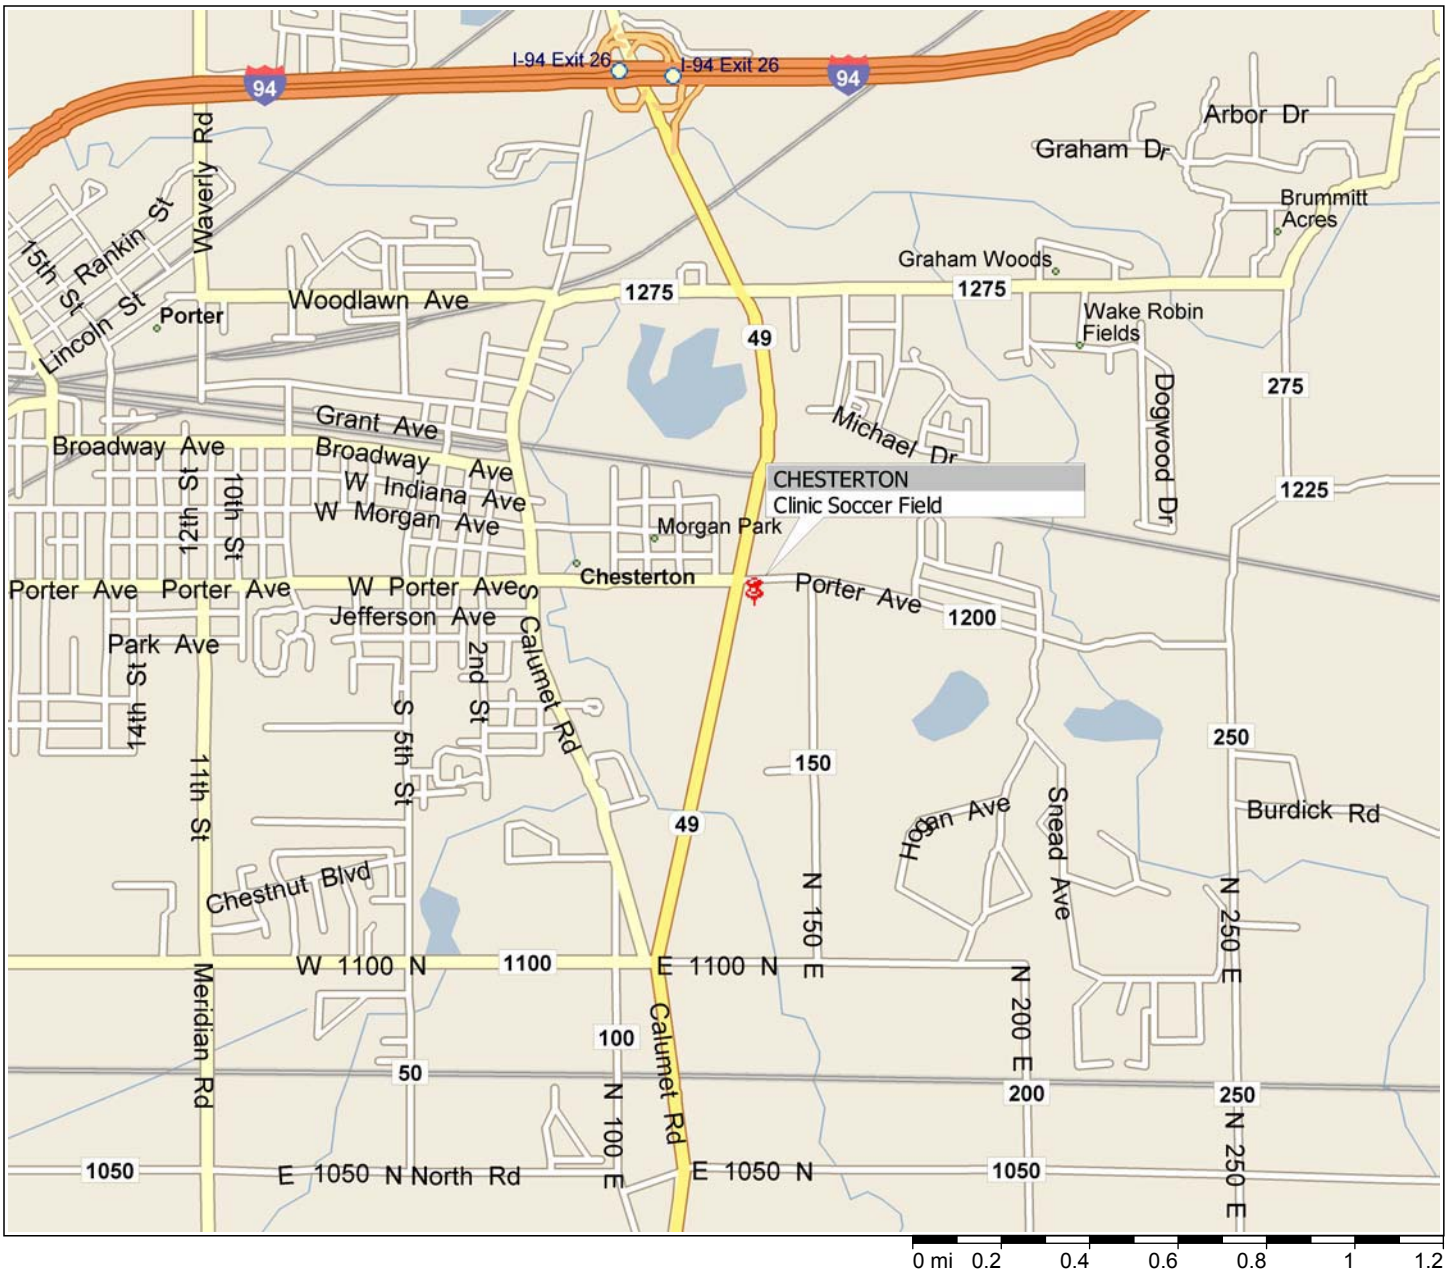 I-94 Exit 26
I-94 Exit 26
94
94
Waverly Rd
Arbor Dr
Graham Dr
Brummitt
Acres
Rankin St
15th St
Lincoln St
Porter
Woodlawn Ave
1275
Graham Woods
1275
Wake Robin
Fields
49
275
Dogwood Dr
Michael Dr
Grant Ave
Broadway Ave
Broadway Ave
W Indiana Ave
W Morgan Ave
12th St
10th St
CHESTERTON
Clinic Soccer Field
1225
Morgan Park
Chesterton
Porter Ave
Porter Ave
W Porter Ave
Porter Ave
1200
Jefferson Ave
Park Ave
14th St
2nd St
S Calumet Rd
S 5th St
11th St
150
250
49
Hogan Ave
Snead Ave
Burdick Rd
Chestnut Blvd
N 150 E
N 250 E
W 1100 N
1100
E 1100 N
Meridian Rd
N 200 E
Calumet Rd
100
50
N 100 E
200
250
N 250 E
1050
E 1050 N
North Rd
E 1050 N
1050
0 mi 0.2 0.4 0.6 0.8 1 1.2